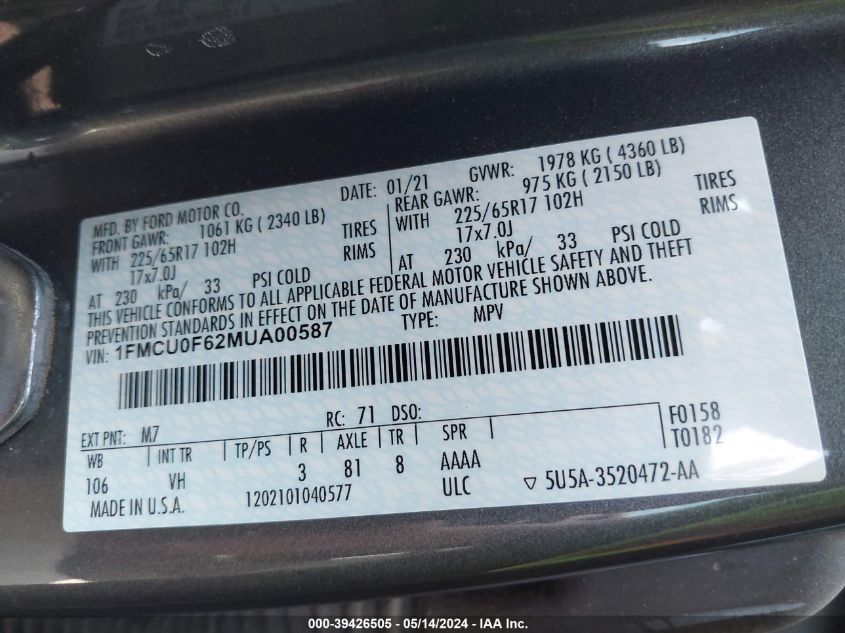 MFD. BY FORD MOTOR CO.
DATE: 01/21 GVWR: 1978 KG ( 4360 LB)
FRONT GAWR: 1061 KG ( 2340 LB) REAR GAWR: 975 KG ( 2150 LB)
WITH 225/65R17 102H TIRES WITH 225/65R17 102H TIRES
17x7.0J RIMS 17x7.0J RIMS
AT 230 kPa/ 33 PSI COLD AT 230 kPa/ 33 PSI COLD
THIS VEHICLE CONFORMS TO ALL APPLICABLE FEDERAL MOTOR VEHICLE SAFETY AND THEFT
PREVENTION STANDARDS IN EFFECT ON THE DATE OF MANUFACTURE SHOWN ABOVE.
VIN: 1FMCU0F62MUA00587 TYPE: MPV
EXT PNT: M7 RC: 71 DSO: F0158
T0182
WB INT TR TP/PS R AXLE TR SPR
106 VH 3 81 8 AAAA
MADE IN U.S.A. 1202101040577 ULC ▽ 5U5A-3520472-AA
000-39426505 - 05/14/2024 - IAA Inc.